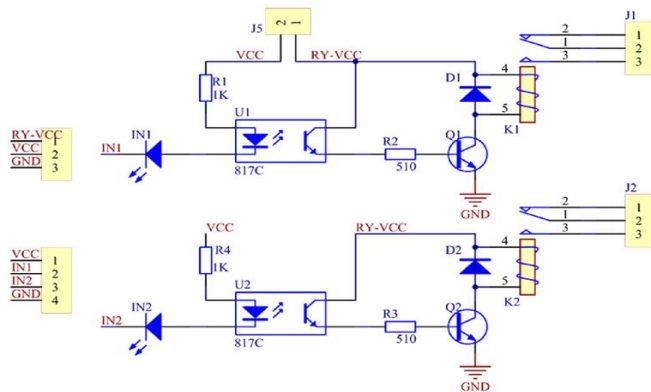 J5
2 1
VCC
RY-VCC
R1
1K
D1
4
5
K1
J1
2 1
1 2
3 3
RY-VCC 1
VCC 2
GND 3
IN1
IN1
U1
817C
R2
510
Q1
GND
VCC
R4
1K
RY-VCC
D2
4
5
K2
J2
2 1
1 2
3 3
VCC 1
IN1 2
IN2 3
GND 4
IN2
IN2
U2
817C
R3
510
Q2
GND